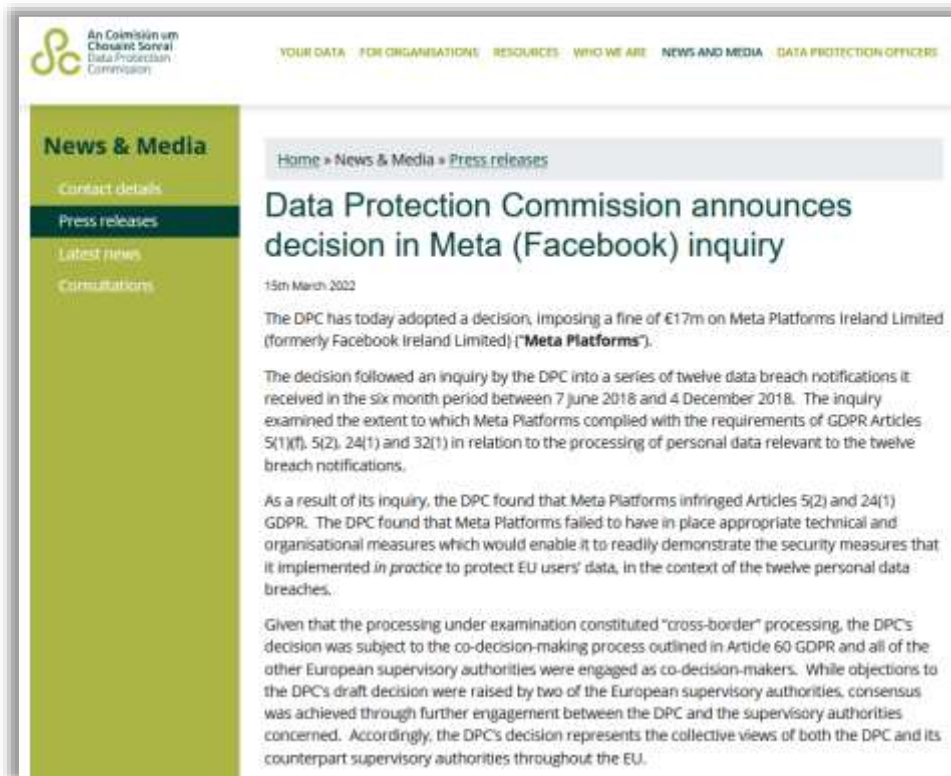 An Coimisiún um
Chosaint Sonraí
Data Protection
Commission
YOUR DATA FOR ORGANISATIONS RESOURCES WHO WE ARE NEWS AND MEDIA DATA PROTECTION OFFICERS
News & Media
Contact details
Press releases
Latest news
Consultations
Home » News & Media » Press releases
Data Protection Commission announces
decision in Meta (Facebook) inquiry
15th March 2022
The DPC has today adopted a decision, imposing a fine of €17m on Meta Platforms Ireland Limited
(formerly Facebook Ireland Limited) ("Meta Platforms").
The decision followed an inquiry by the DPC into a series of twelve data breach notifications it
received in the six month period between 7 June 2018 and 4 December 2018. The inquiry
examined the extent to which Meta Platforms complied with the requirements of GDPR Articles
5(1)(f), 5(2), 24(1) and 32(1) in relation to the processing of personal data relevant to the twelve
breach notifications.
As a result of its inquiry, the DPC found that Meta Platforms infringed Articles 5(2) and 24(1)
GDPR. The DPC found that Meta Platforms failed to have in place appropriate technical and
organisational measures which would enable it to readily demonstrate the security measures that
it implemented in practice to protect EU users' data, in the context of the twelve personal data
breaches.
Given that the processing under examination constituted "cross-border" processing, the DPC's
decision was subject to the co-decision-making process outlined in Article 60 GDPR and all of the
other European supervisory authorities were engaged as co-decision-makers. While objections to
the DPC's draft decision were raised by two of the European supervisory authorities, consensus
was achieved through further engagement between the DPC and the supervisory authorities
concerned. Accordingly, the DPC's decision represents the collective views of both the DPC and its
counterpart supervisory authorities throughout the EU.